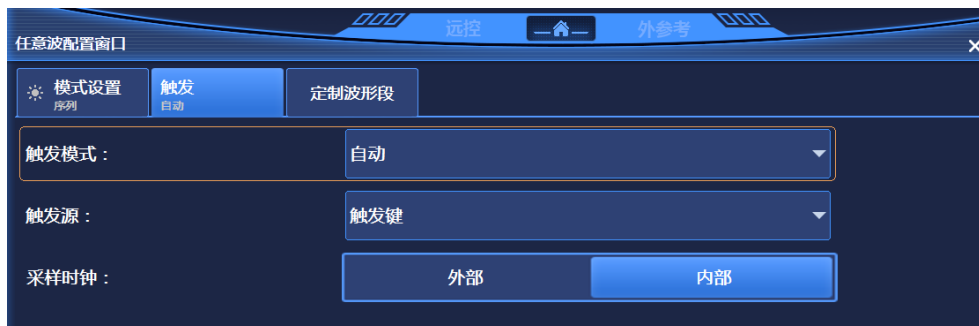 远控
外参考
任意波配置窗口
模式设置
序列
触发
自动
定制波形段
触发模式：
自动
触发源：
触发键
采样时钟：
外部
内部